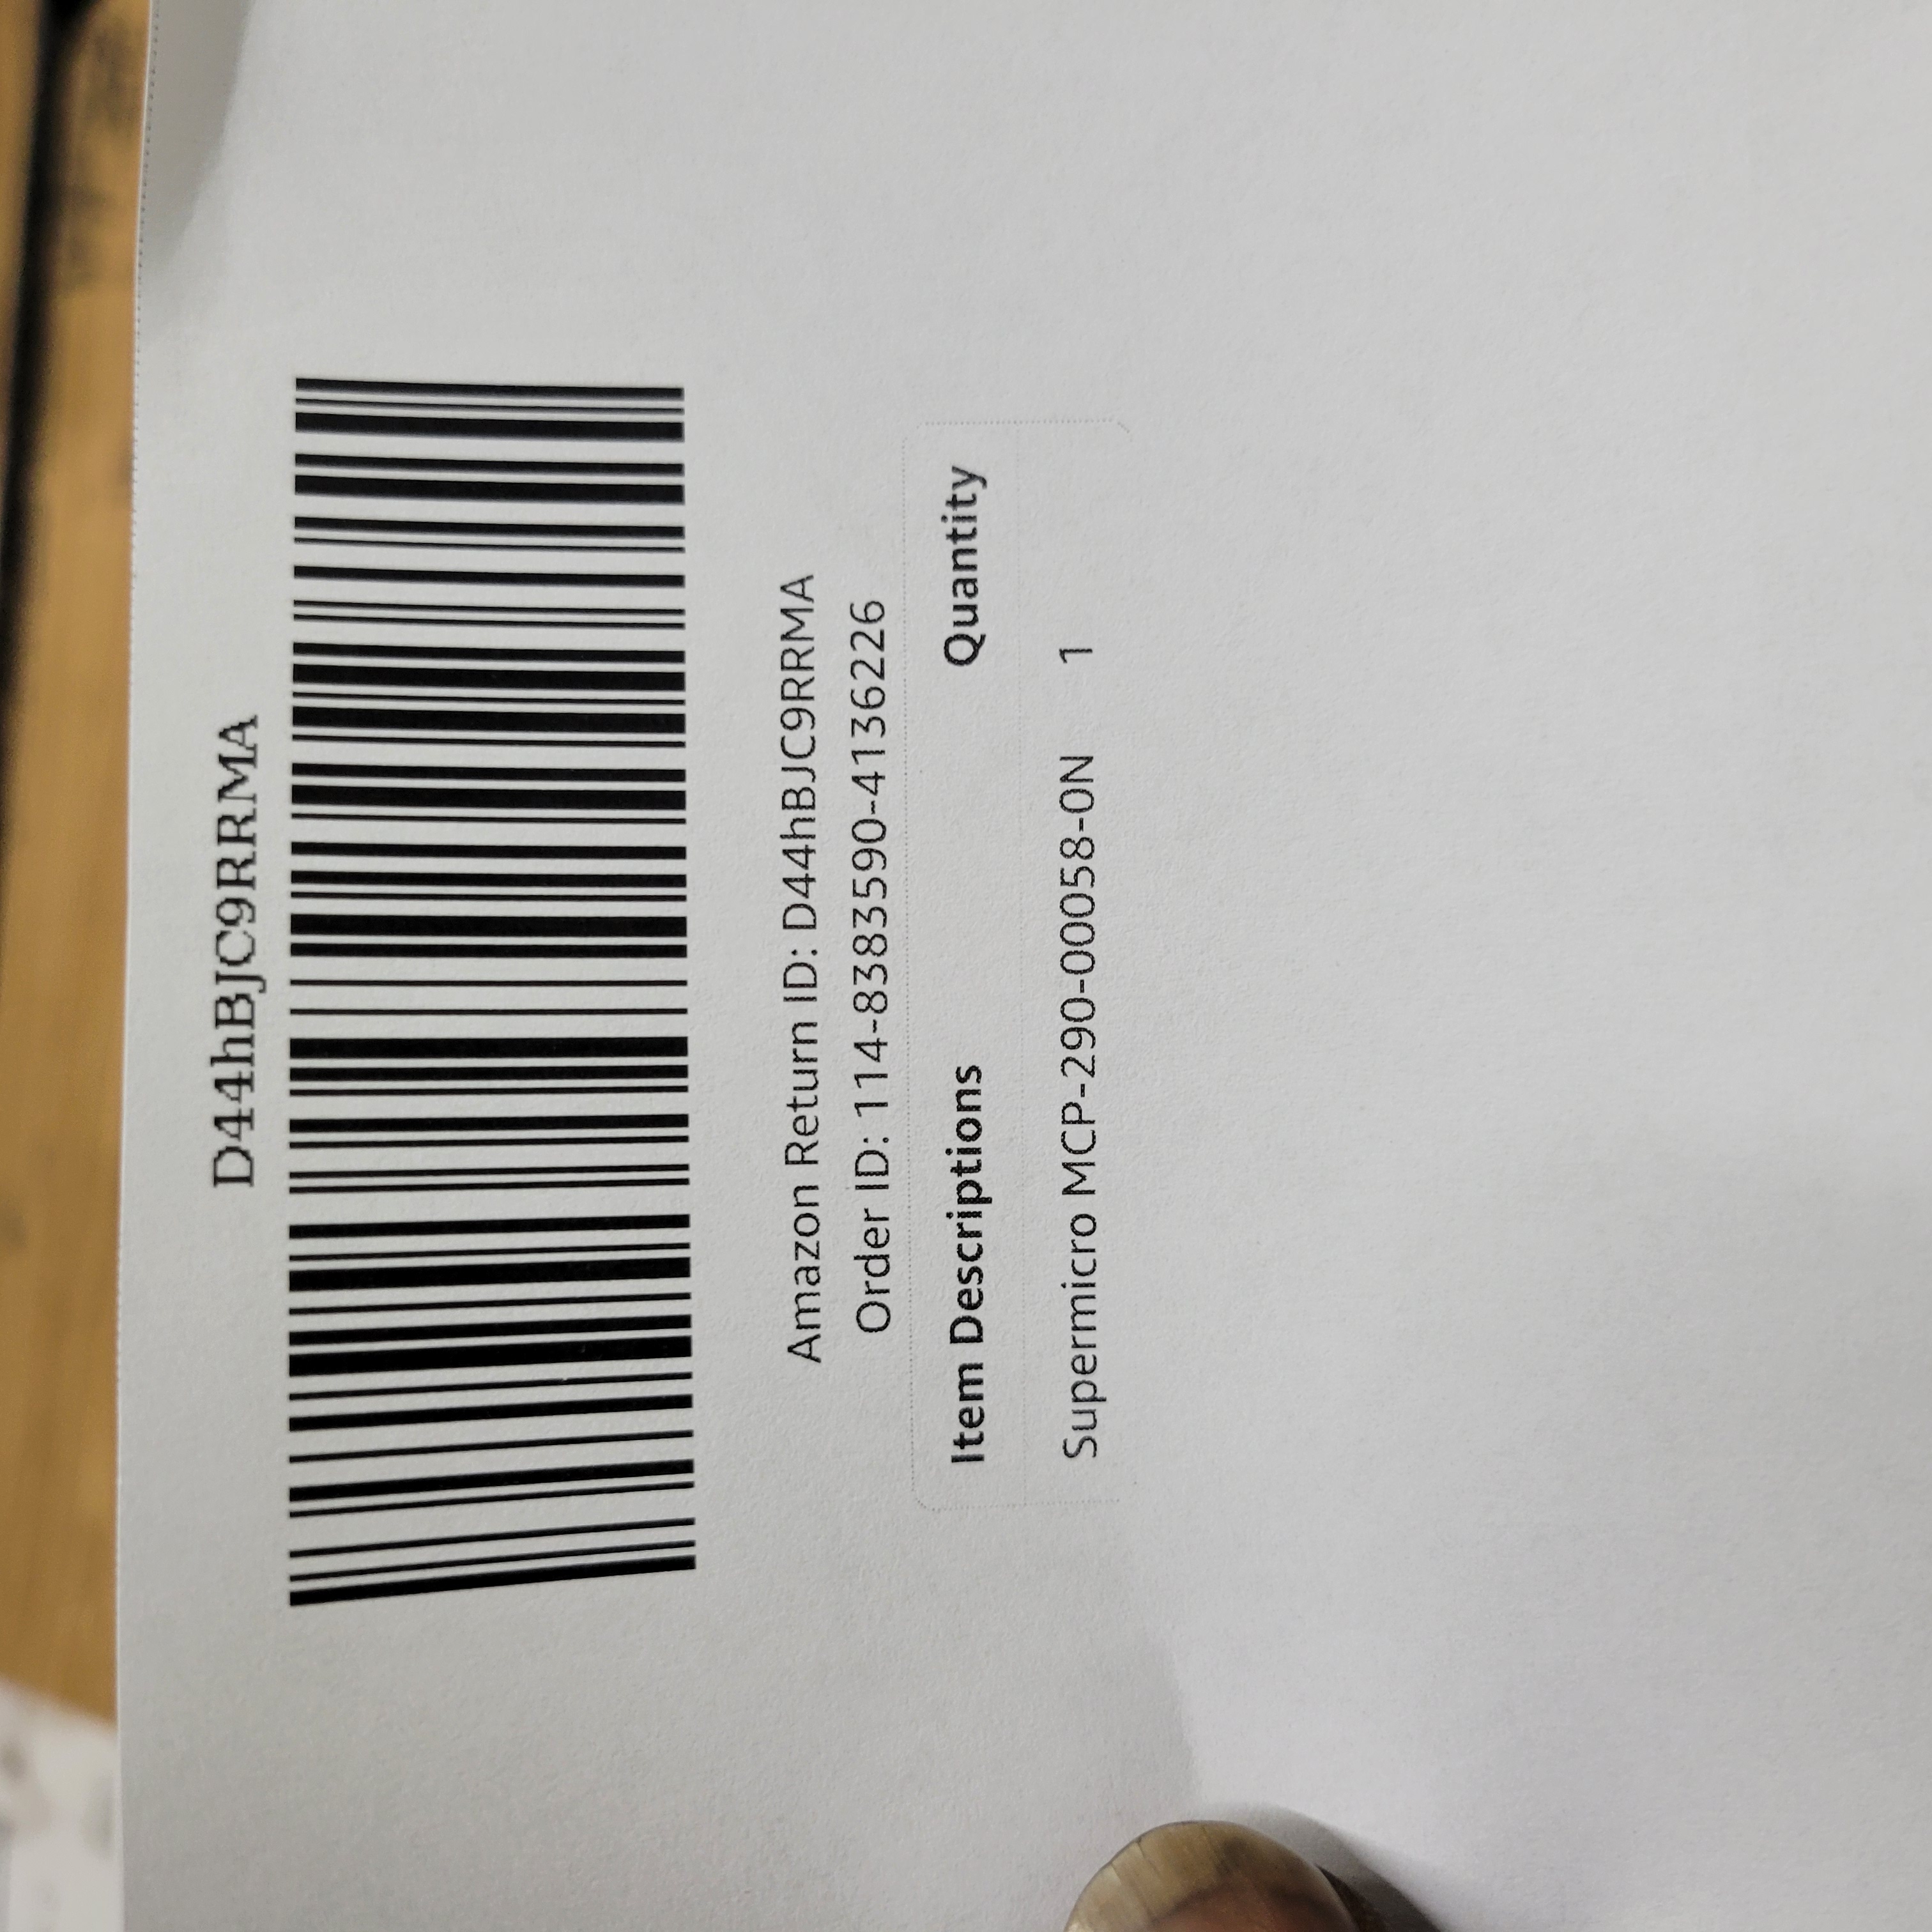 D44hBJC9RRMA
Amazon Return ID: D44hBJC9RRMA
Order ID: 114-8383590-4136226
Item Descriptions Quantity
Supermicro MCP-290-00058-0N 1